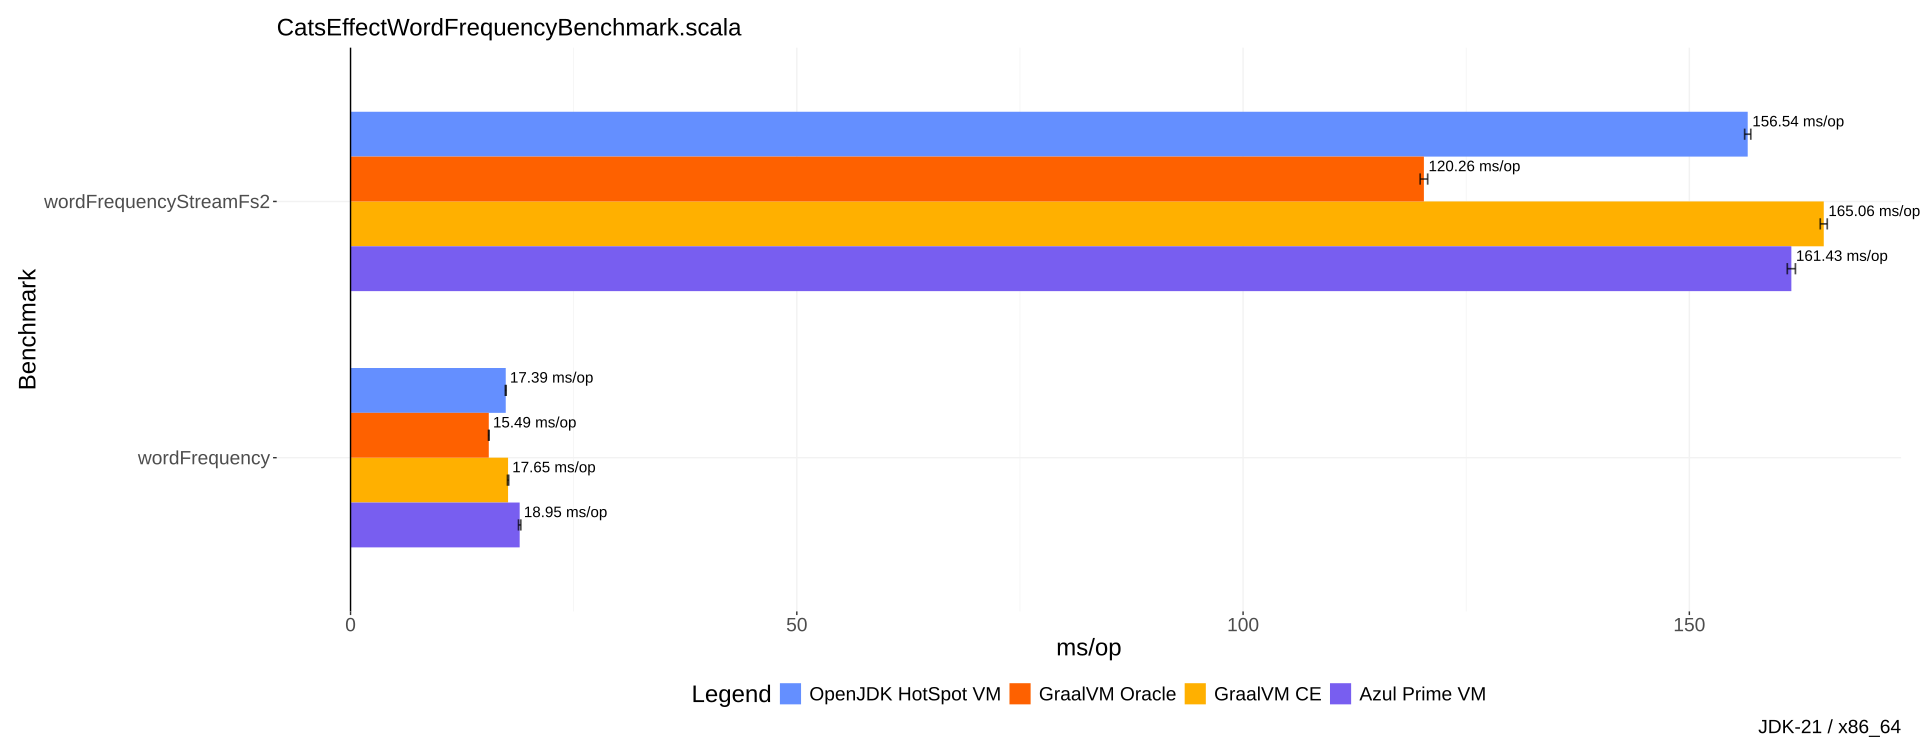 CatsEffectWordFrequencyBenchmark.scala
156.54 ms/op
120.26 ms/op
wordFrequencyStreamFs2
165.06 ms/op
161.43 ms/op
Benchmark
17.39 ms/op
15.49 ms/op
wordFrequency
17.65 ms/op
18.95 ms/op
0 50 100 150
ms/op
Legend OpenJDK HotSpot VM GraalVM Oracle GraalVM CE Azul Prime VM
JDK-21 / x86_64